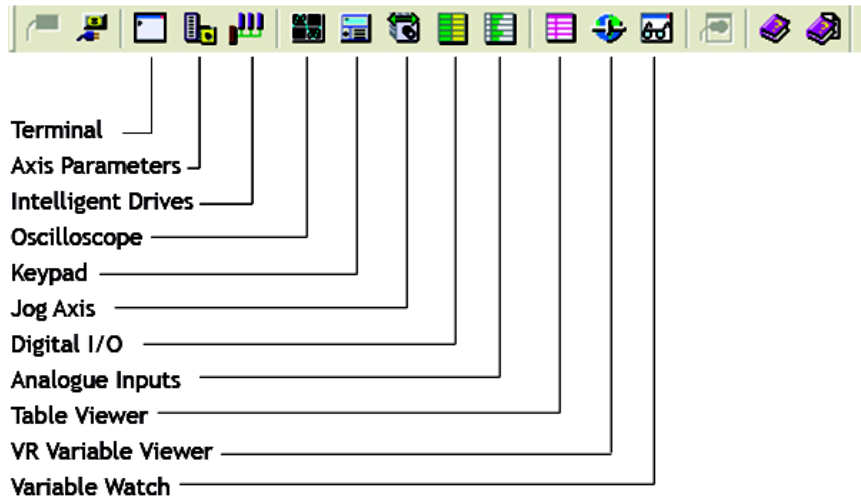 Terminal
Axis Parameters
Intelligent Drives
Oscilloscope
Keypad
Jog Axis
Digital I/O
Analogue Inputs
Table Viewer
VR Variable Viewer
Variable Watch